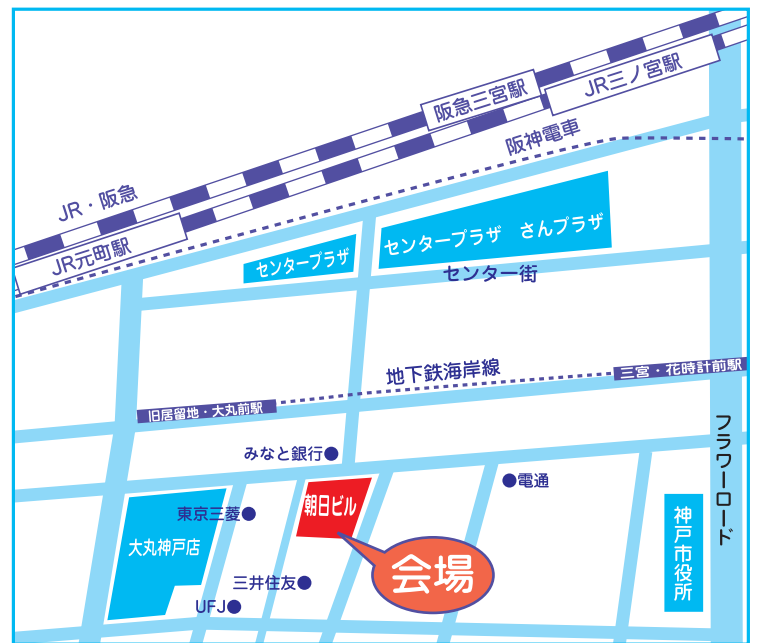 JR三ノ宮駅
阪急三宮駅
阪神電車
JR・阪急
JR元町駅
センタープラザ さんプラザ
センタープラザ
センター街
地下鉄海岸線
三宮・花時計前駅
旧居留地・大丸前駅
フラワーロード
みなと銀行
電通
東京三菱
朝日ビル
神戸市役所
大丸神戸店
会場
三井住友
UFJ